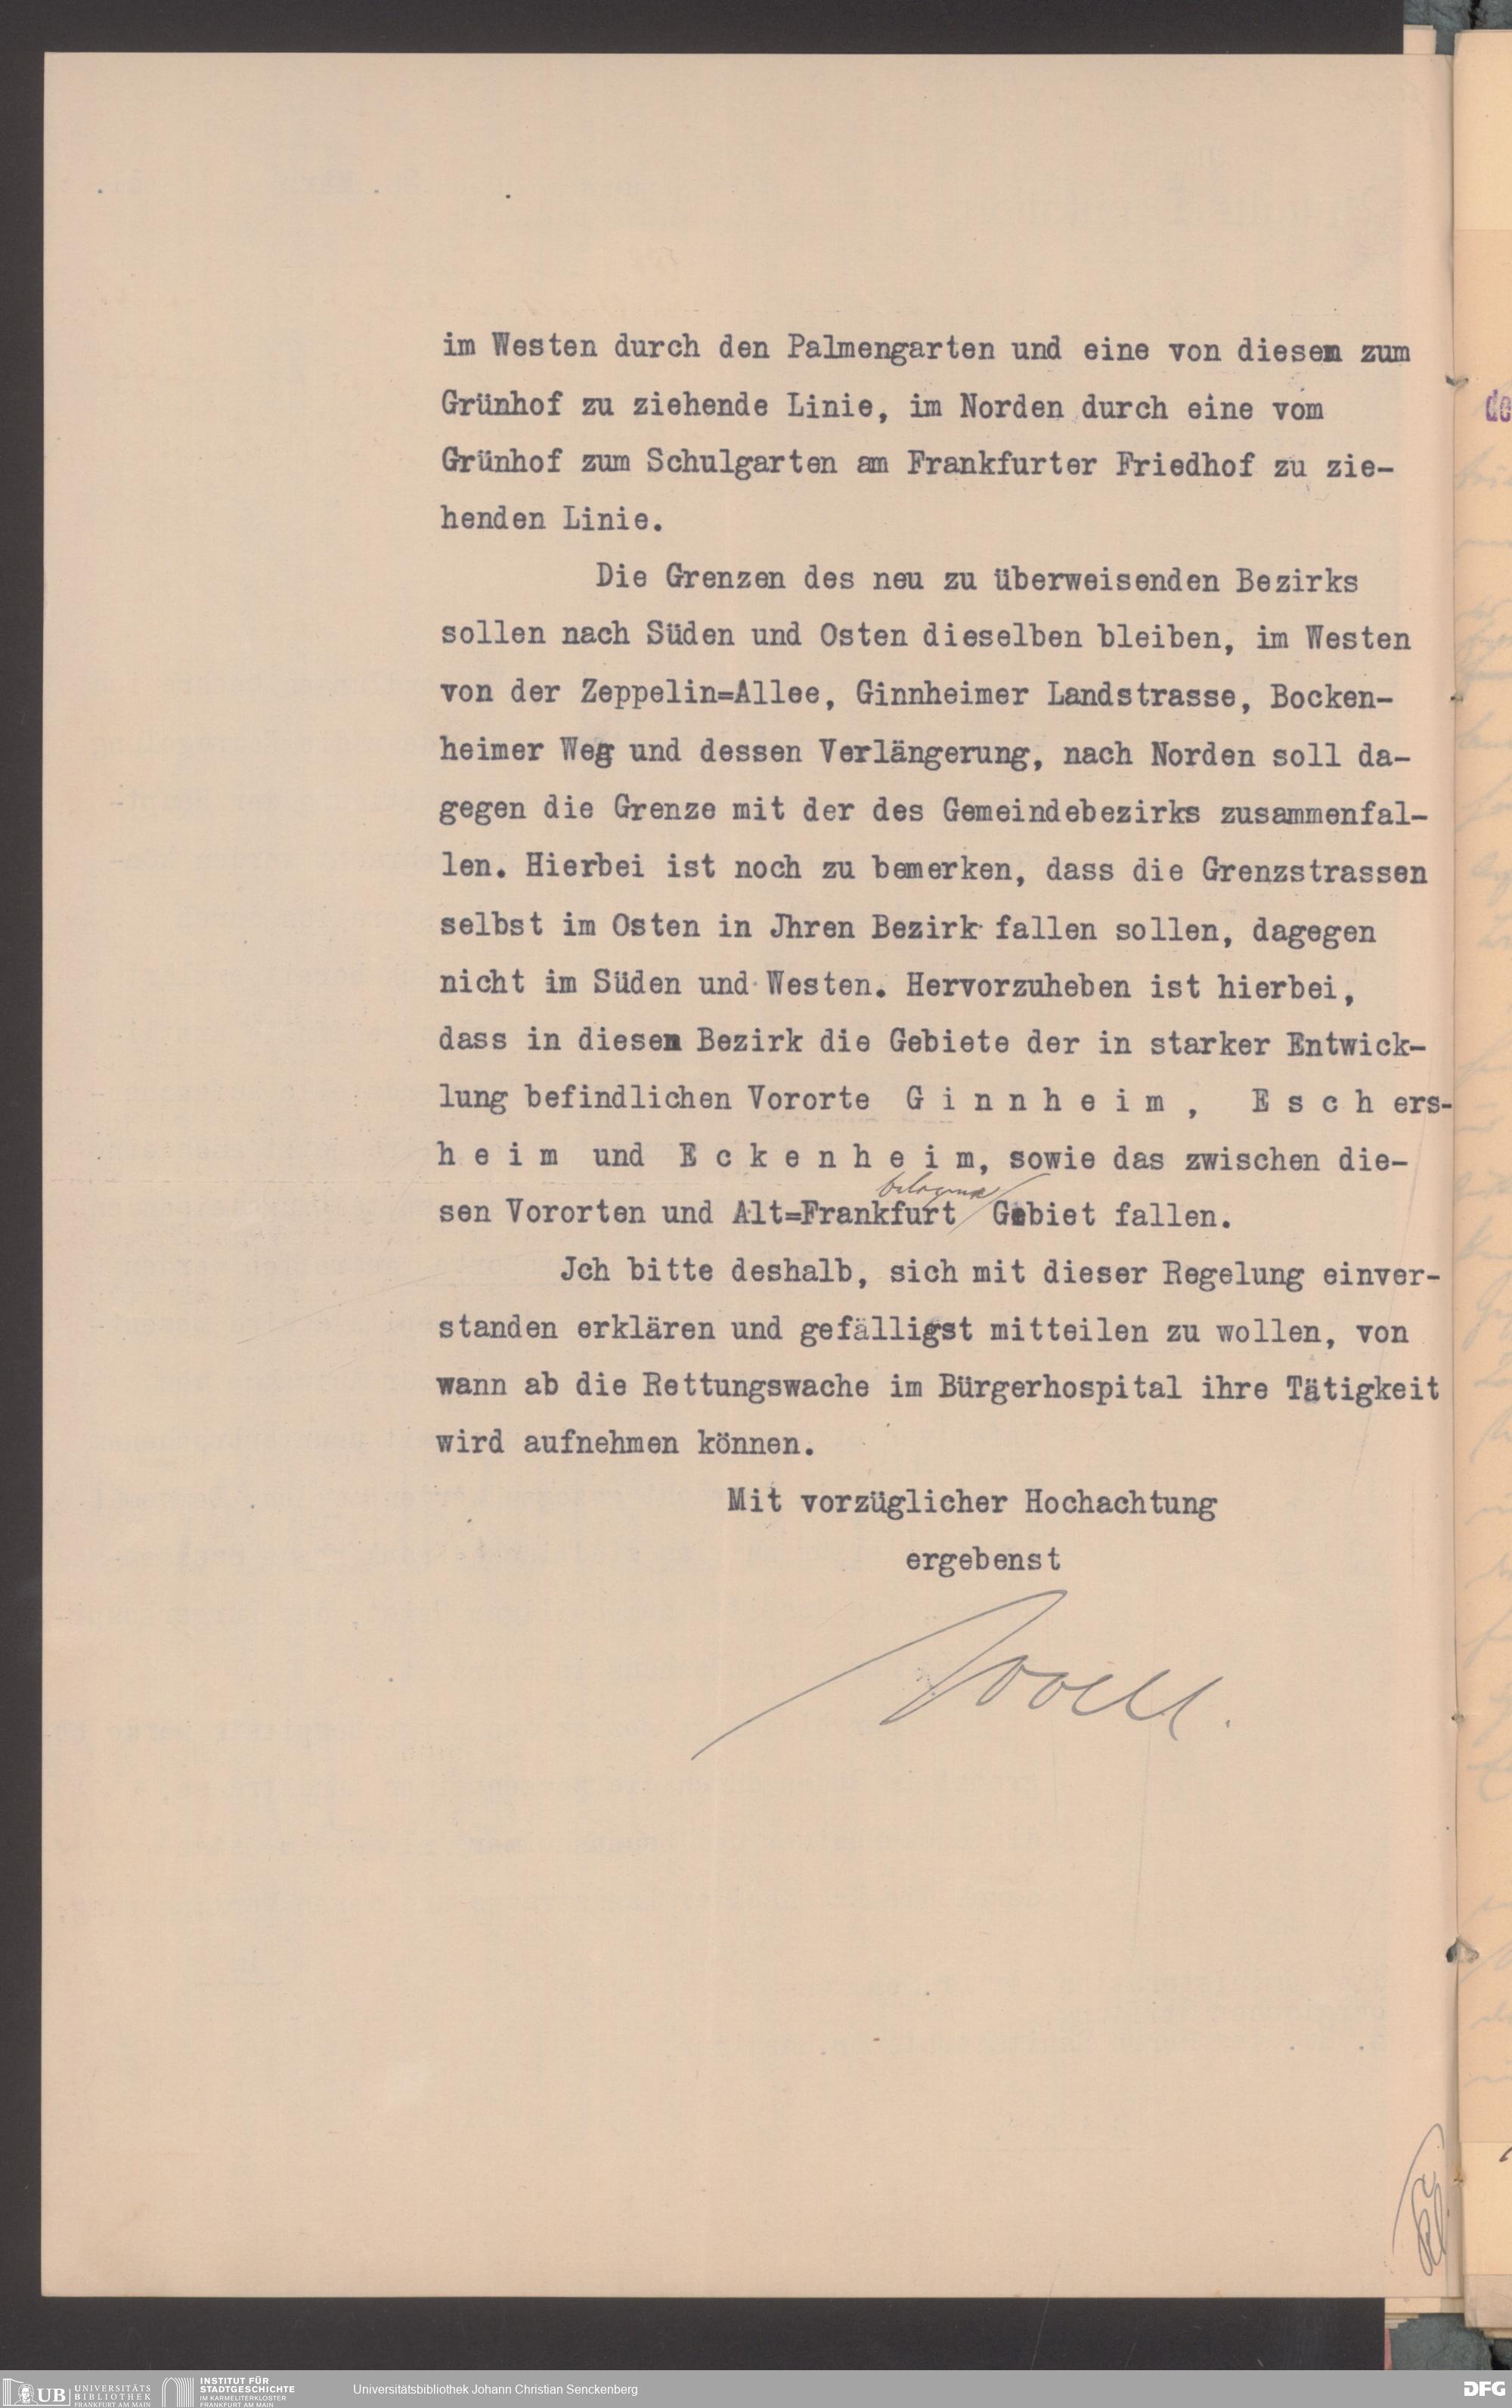 im Westen durch den Palmengarten und eine von diesem zum
Grünhof zu ziehende Linie, im Norden durch eine vom
Grünhof zum Schulgarten am Frankfurter Friedhof zu zie-
henden Linie.
Die Grenzen des neu zu überweisenden Bezirks
sollen nach Süden und Osten dieselben bleiben, im Westen
von der Zeppelin=Allee, Ginnheimer Landstrasse, Bocken-
heimer Weg und dessen Verlängerung, nach Norden soll da-
gegen die Grenze mit der des Gemeindebezirks zusammenfal-
len. Hierbei ist noch zu bemerken, dass die Grenzstrassen
selbst im Osten in Jhren Bezirk fallen sollen, dagegen
nicht im Süden und Westen. Hervorzuheben ist hierbei,
dass in diesem Bezirk die Gebiete der in starker Entwick-
lung befindlichen Vororte G i n n h e i m , E s c h ers-
h e i m und E c k e n h e i m, sowie das zwischen die-
belegene
sen Vororten und Alt=Frankfurt Gebiet fallen.
Jch bitte deshalb, sich mit dieser Regelung einver-
standen erklären und gefälligst mitteilen zu wollen, von
wann ab die Rettungswache im Bürgerhospital ihre Tätigkeit
wird aufnehmen können.
Mit vorzüglicher Hochachtung
ergebenst
de
UB UNIVERSITÄTS
BIBLIOTHEK
FRANKFURT AM MAIN
INSTITUT FÜR
STADTGESCHICHTE
IM KARMELITERKLOSTER
FRANKFURT AM MAIN
Universitätsbibliothek Johann Christian Senckenberg
DFG